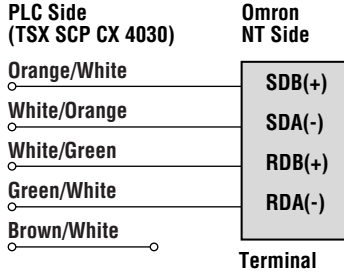 PLC Side
(TSX SCP CX 4030)
Omron
NT Side
Orange/White
SDB(+)
White/Orange
SDA(-)
White/Green
RDB(+)
Green/White
RDA(-)
Brown/White
Terminal